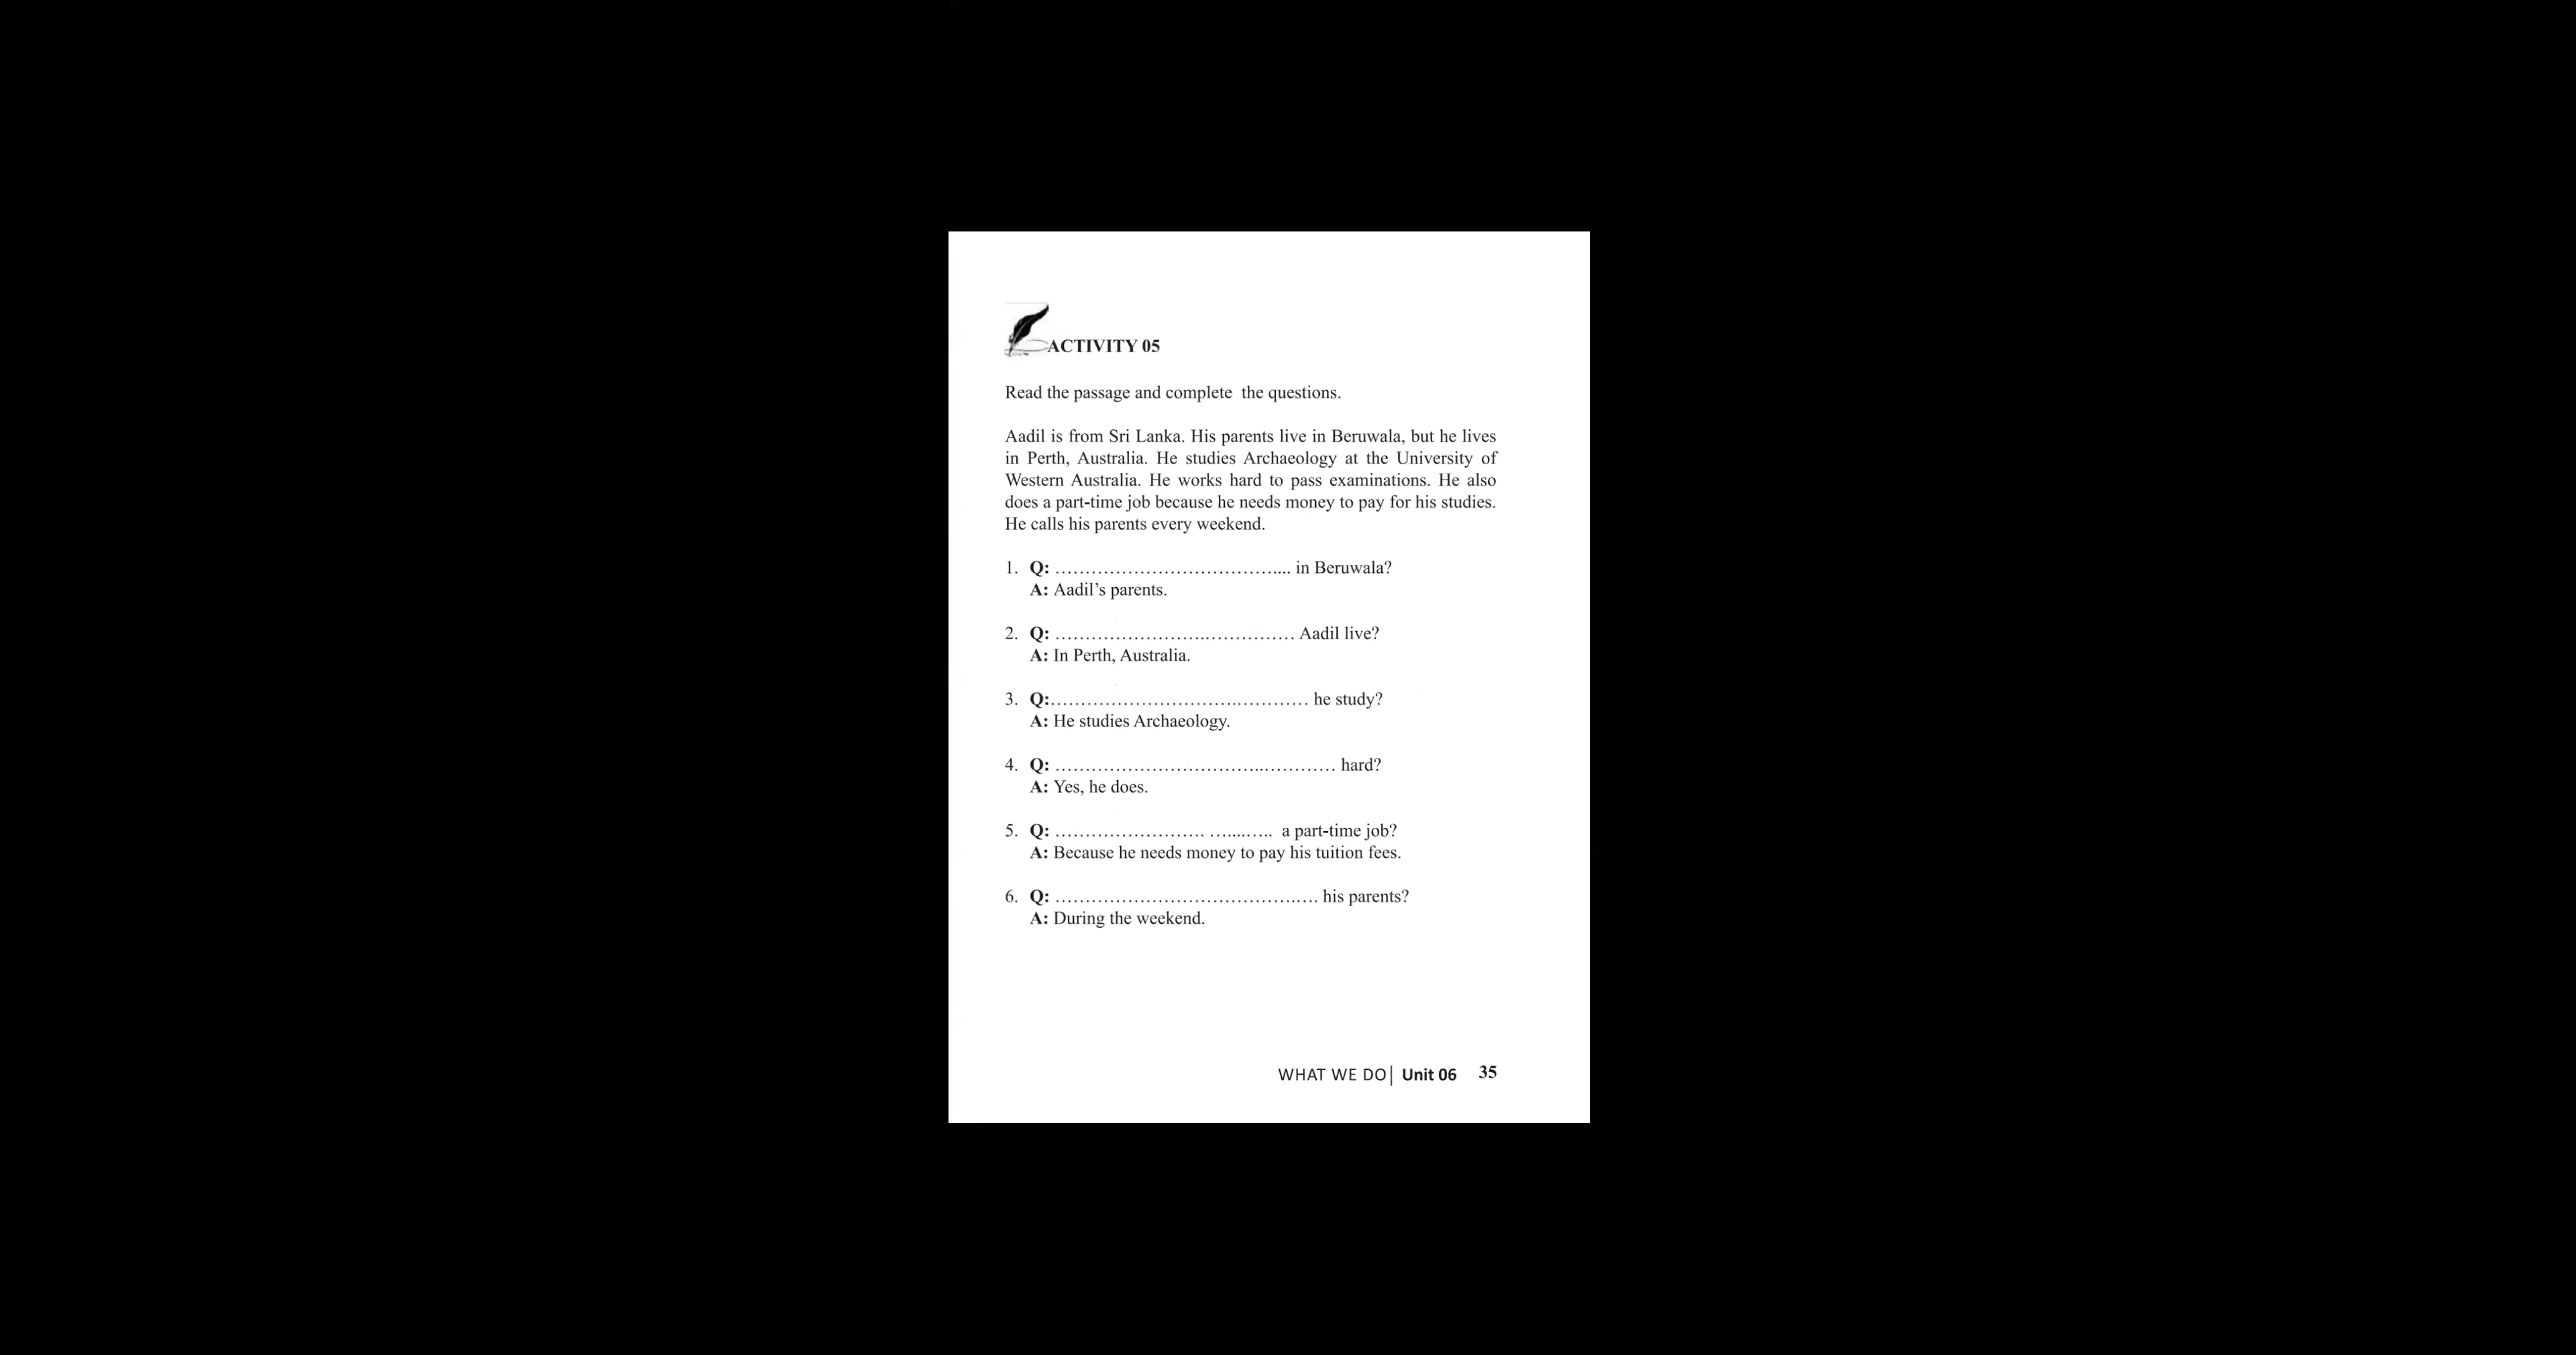 ACTIVITY 05
Read the passage and complete  the questions.
Aadil is from Sri Lanka. His parents live in Beruwala, but he lives
in Perth, Australia. He studies Archaeology at the University of
Western Australia. He works hard to pass examinations. He also
does a part-time job because he needs money to pay for his studies.
He calls his parents every weekend.
1. Q: ……………………………….... in Beruwala?
A: Aadil’s parents.
2. Q: …………………….…………… Aadil live?
A: In Perth, Australia.
3. Q:………………………….………… he study?
A: He studies Archaeology.
4. Q: ……………………………..………… hard?
A: Yes, he does.
5. Q: ……………………. …....….. a part-time job?
A: Because he needs money to pay his tuition fees.
6. Q: ………………………………….…. his parents?
A: During the weekend.
WHAT WE DO| Unit 06 35